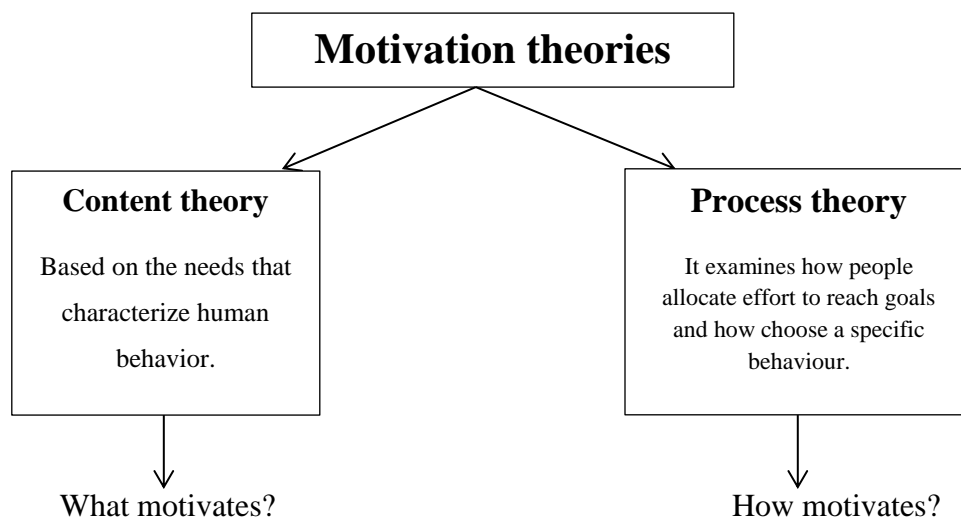 Motivation theories
Content theory
Based on the needs that
characterize human
behavior.
What motivates?
Process theory
It examines how people
allocate effort to reach goals
and how choose a specific
behaviour.
How motivates?